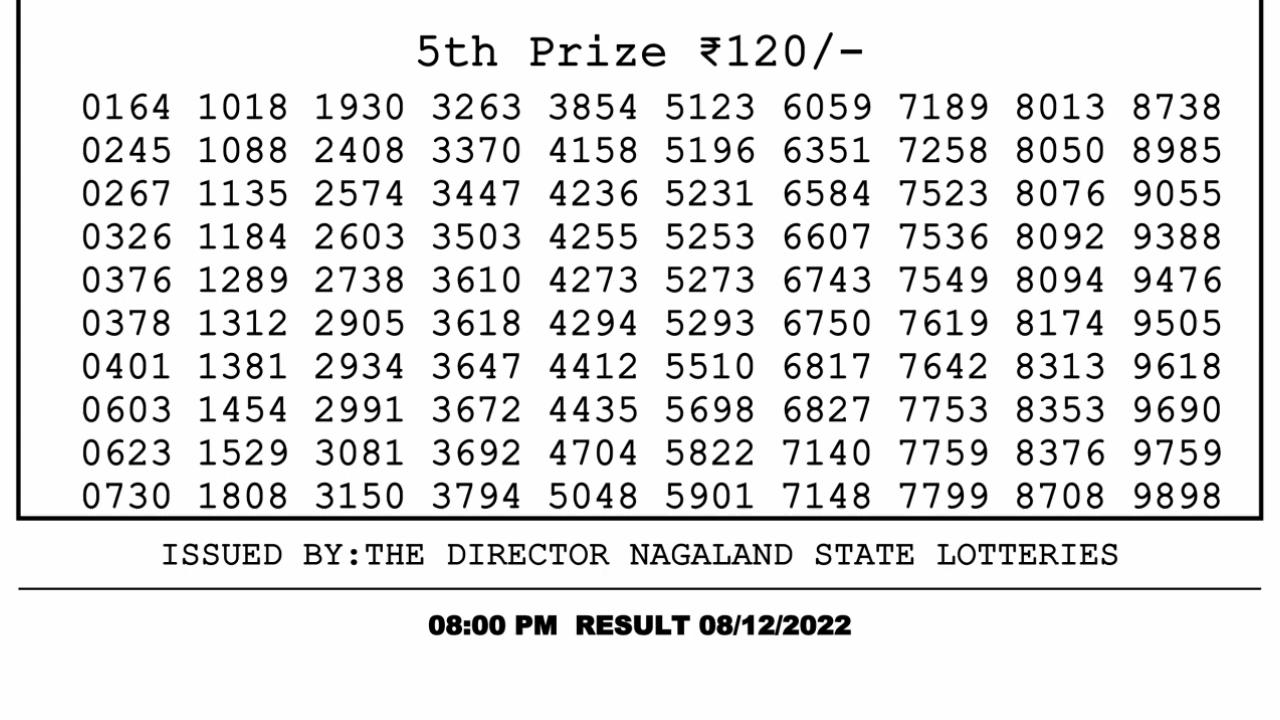 5th Prize ₹120/-
0164 1018 1930 3263 3854 5123 6059 7189 8013 8738
0245 1088 2408 3370 4158 5196 6351 7258 8050 8985
0267 1135 2574 3447 4236 5231 6584 7523 8076 9055
0326 1184 2603 3503 4255 5253 6607 7536 8092 9388
0376 1289 2738 3610 4273 5273 6743 7549 8094 9476
0378 1312 2905 3618 4294 5293 6750 7619 8174 9505
0401 1381 2934 3647 4412 5510 6817 7642 8313 9618
0603 1454 2991 3672 4435 5698 6827 7753 8353 9690
0623 1529 3081 3692 4704 5822 7140 7759 8376 9759
0730 1808 3150 3794 5048 5901 7148 7799 8708 9898
ISSUED BY:THE DIRECTOR NAGALAND STATE LOTTERIES
08:00 PM RESULT 08/12/2022